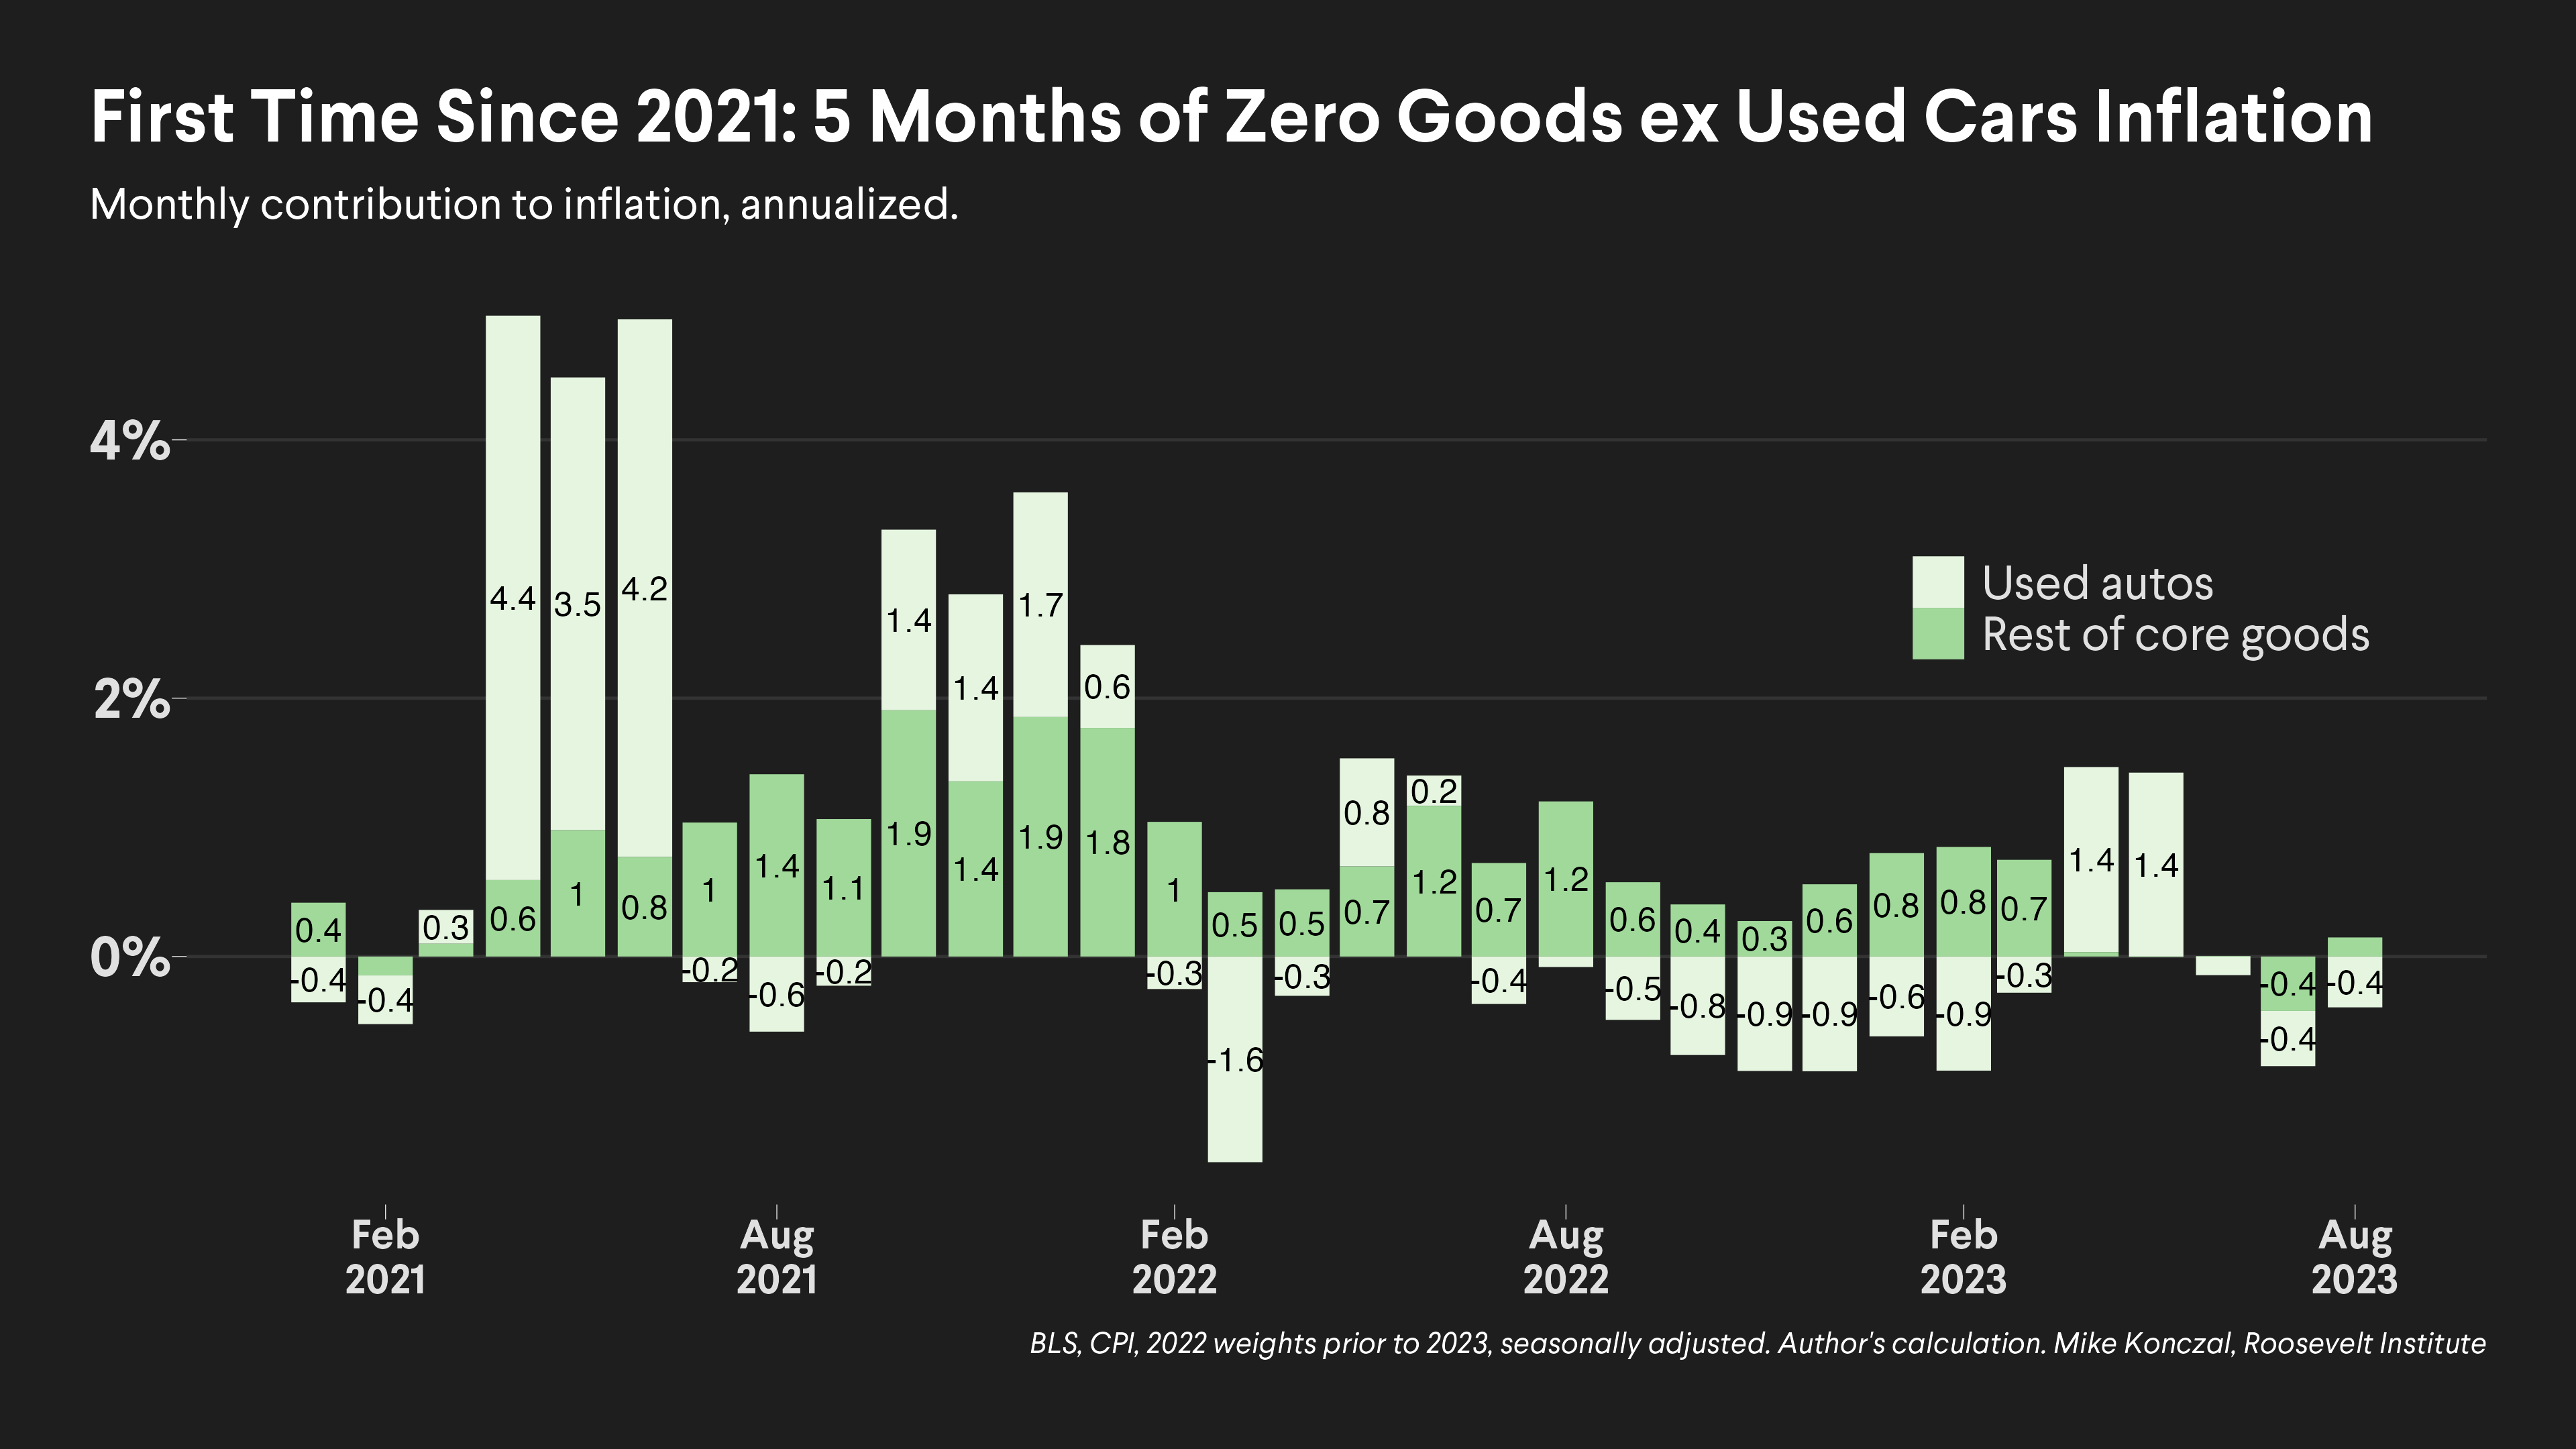 First Time Since 2021: 5 Months of Zero Goods ex Used Cars Inflation
Monthly contribution to inflation, annualized.
4%
2%
0%
4.4 3.5 4.2
1.4 1.4 1.7 0.6
Used autos
Rest of core goods
0.4 0.3 0.6 1 0.8 1 1.4 1.1 1.9 1.4 1.9 1.8 1 0.5 0.5 0.8 0.7 0.2 1.2 0.7 1.2 0.6 0.4 0.3 0.6 0.8 0.8 0.7 1.4 1.4
-0.4 -0.4 -0.2 -0.6 -0.2 -0.3 -1.6 -0.3 -0.4 -0.5 -0.8 -0.9 -0.9 -0.6 -0.9 -0.3 -0.4 -0.4 -0.4
Feb Aug Feb Aug Feb Aug
2021 2021 2022 2022 2023 2023
BLS, CPI, 2022 weights prior to 2023, seasonally adjusted. Author's calculation. Mike Konczal, Roosevelt Institute